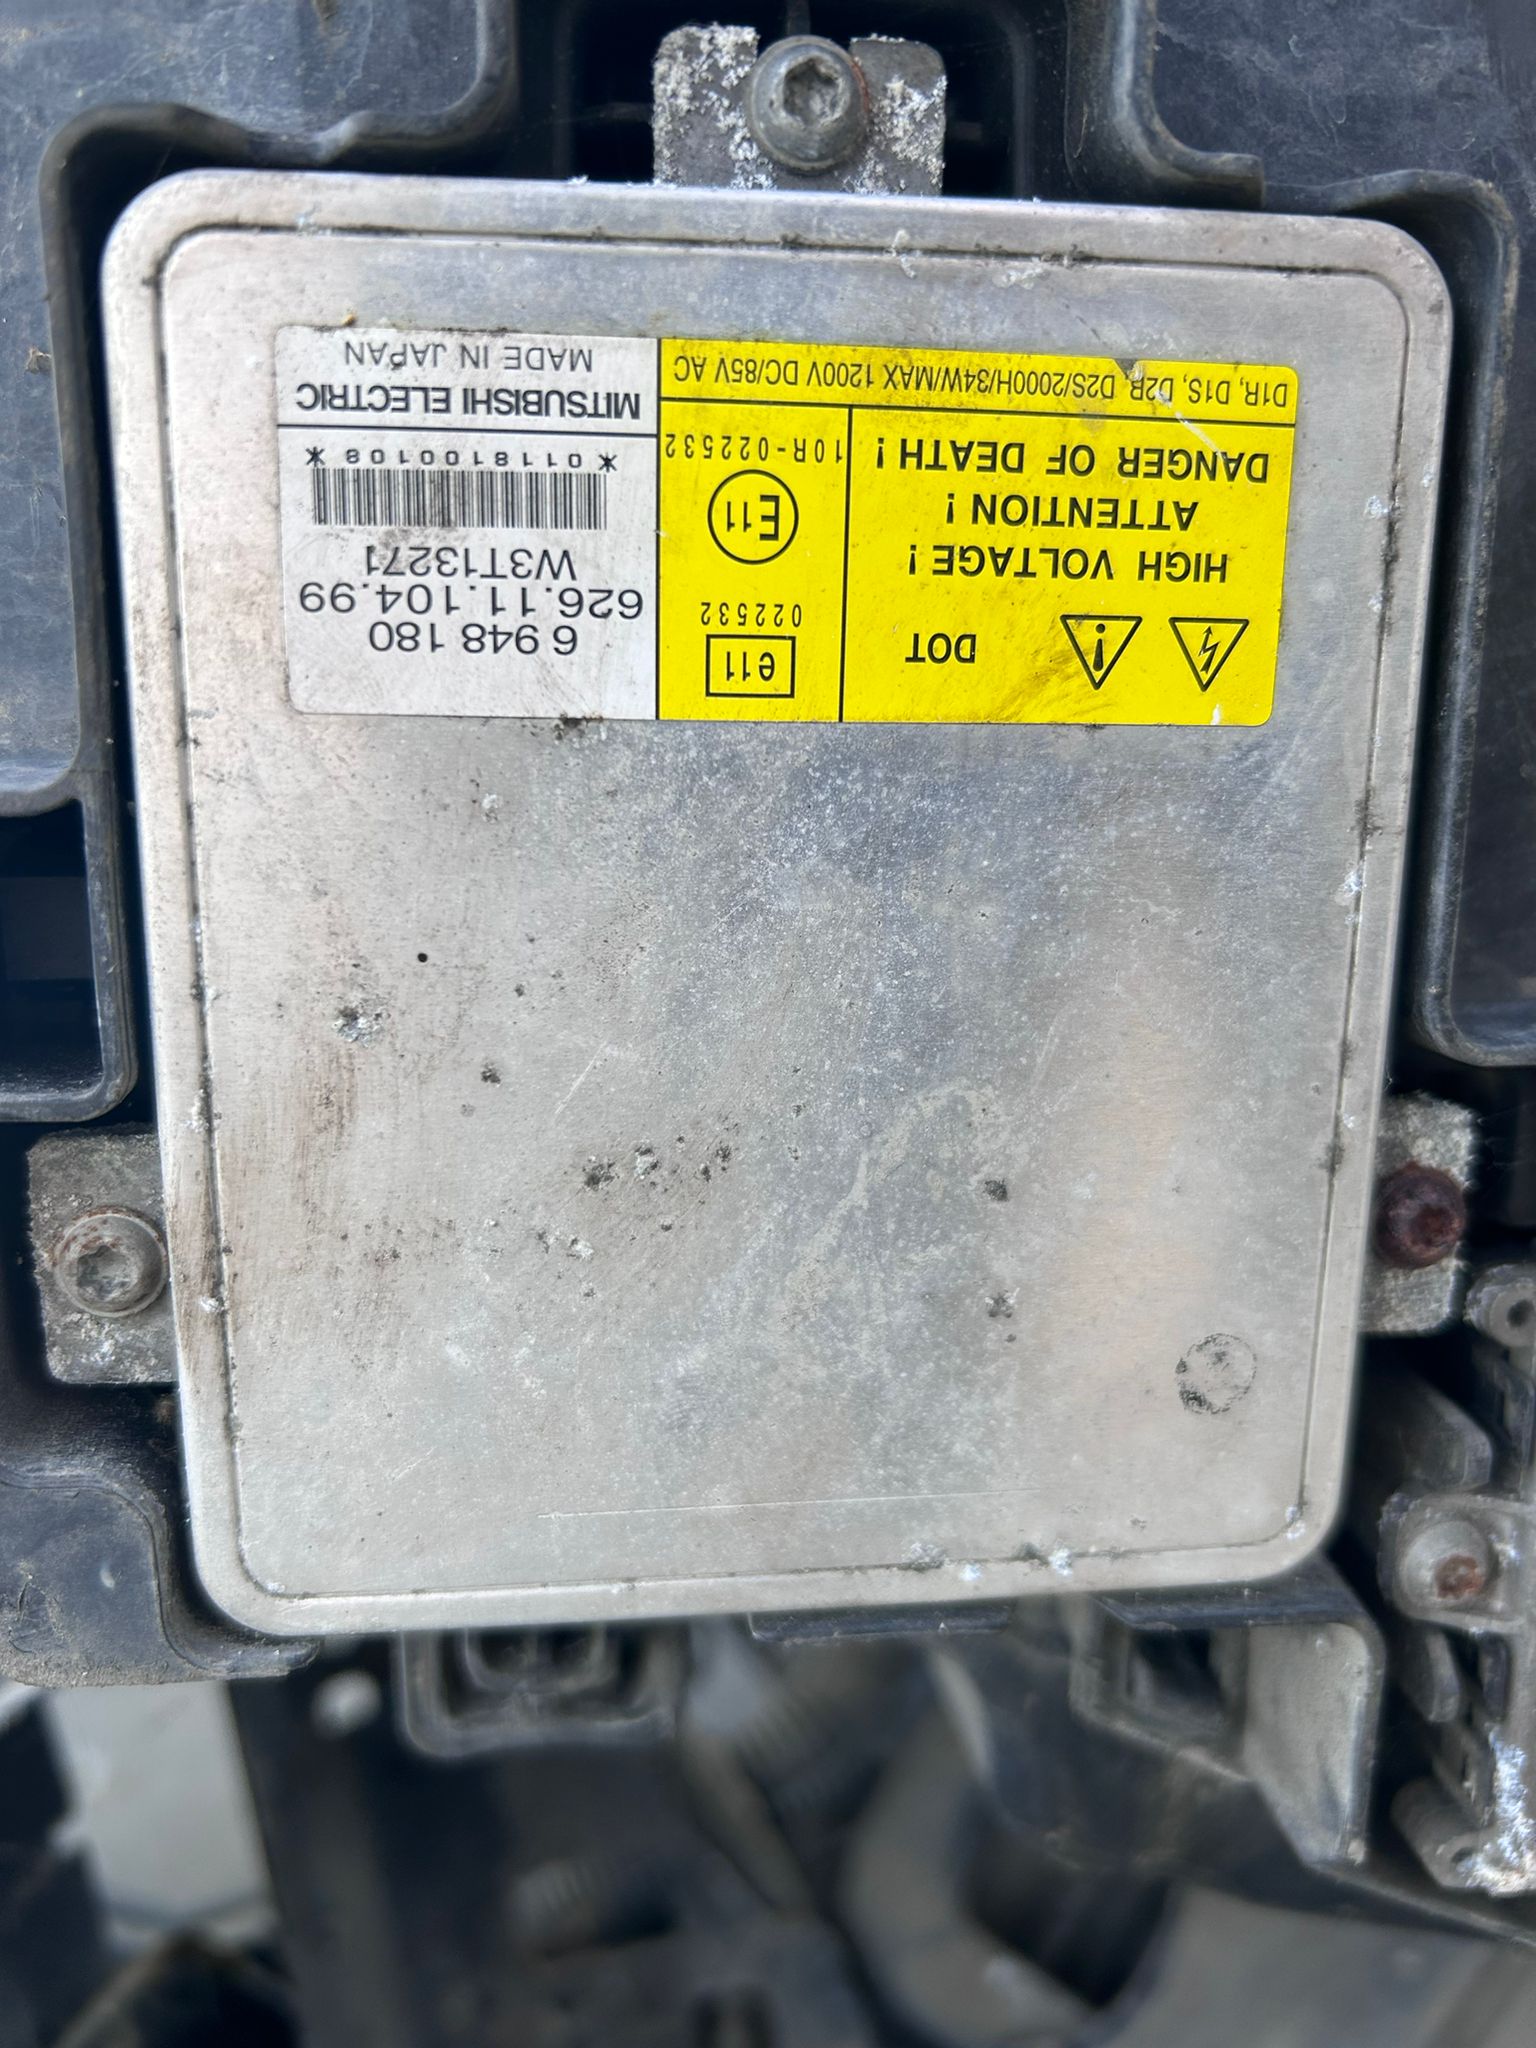 e11
022532
E11
10R-022532
DOT
HIGH VOLTAGE!
ATTENTION!
DANGER OF DEATH!
D1R, D1S, D2R, D2S/2000H/34W/MAX 1200V DC/85V AC
6 948 180
626.11.104.99
W3T13271
*0118100108*
MITSUBISHI ELECTRIC
MADE IN JAPAN